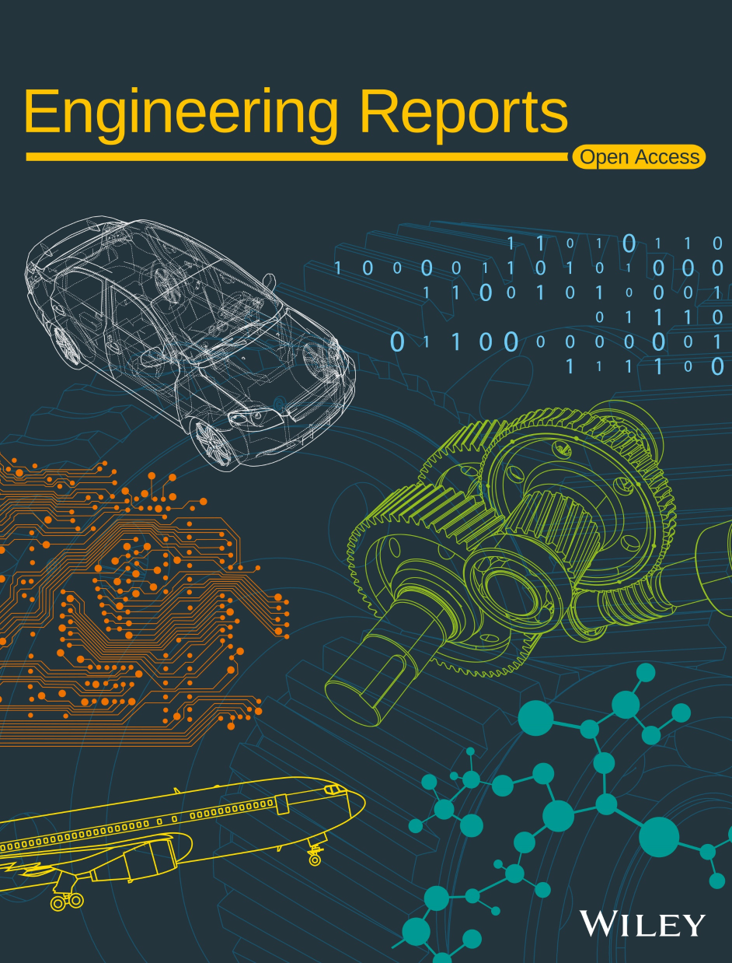 Engineering Reports
Open Access
1 1 0 1 0 1 1 0
1 0 0 0 0 1 1 0 1 0 1 0 0 0
1 1 0 0 1 0 1 0 0 0 1
0 1 1 1 0
0 1 1 0 0 0 0 0 0 0 0 1
1 1 1 1 0 0
WILEY